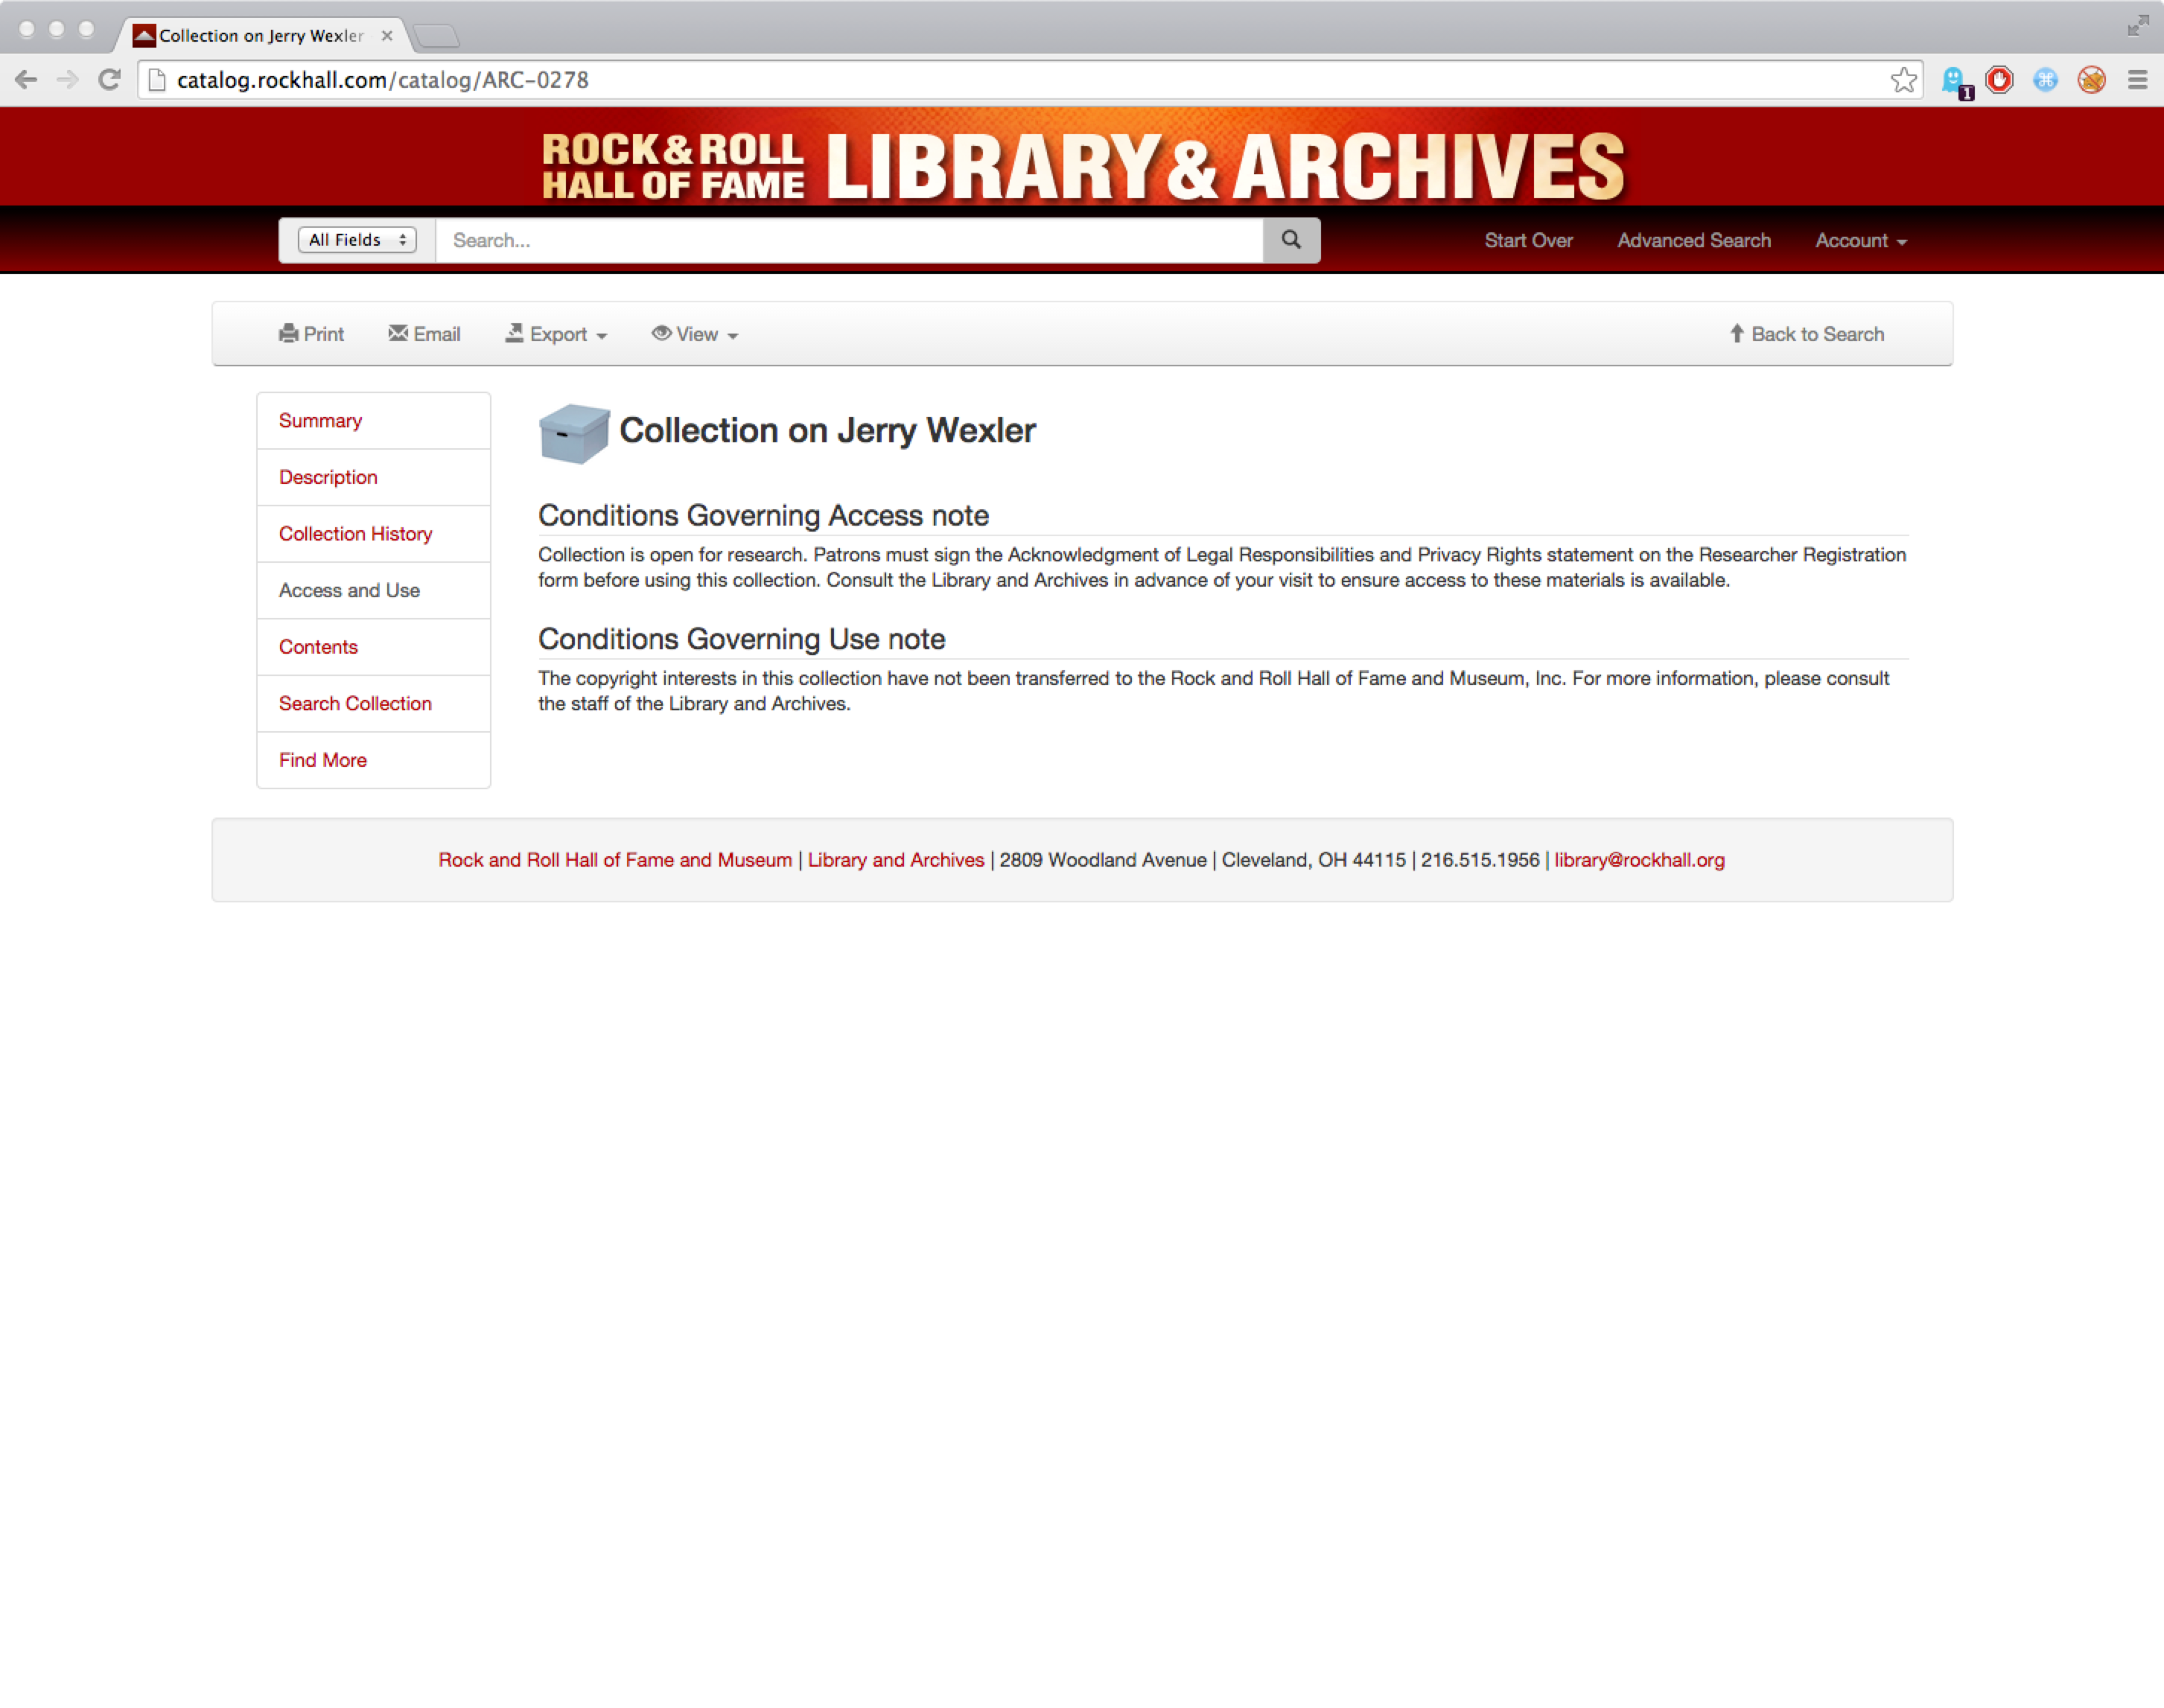 Collection on Jerry Wexler
catalog.rockhall.com/catalog/ARC-0278
1
ROCK & ROLL
HALL OF FAME
LIBRARY & ARCHIVES
All Fields Search...
Start Over Advanced Search Account
Print Email Export View
Back to Search
Summary
Description
Collection History
Access and Use
Contents
Search Collection
Find More
Collection on Jerry Wexler
Conditions Governing Access note
Collection is open for research. Patrons must sign the Acknowledgment of Legal Responsibilities and Privacy Rights statement on the Researcher Registration
form before using this collection. Consult the Library and Archives in advance of your visit to ensure access to these materials is available.
Conditions Governing Use note
The copyright interests in this collection have not been transferred to the Rock and Roll Hall of Fame and Museum, Inc. For more information, please consult
the staff of the Library and Archives.
Rock and Roll Hall of Fame and Museum | Library and Archives | 2809 Woodland Avenue | Cleveland, OH 44115 | 216.515.1956 | library@rockhall.org